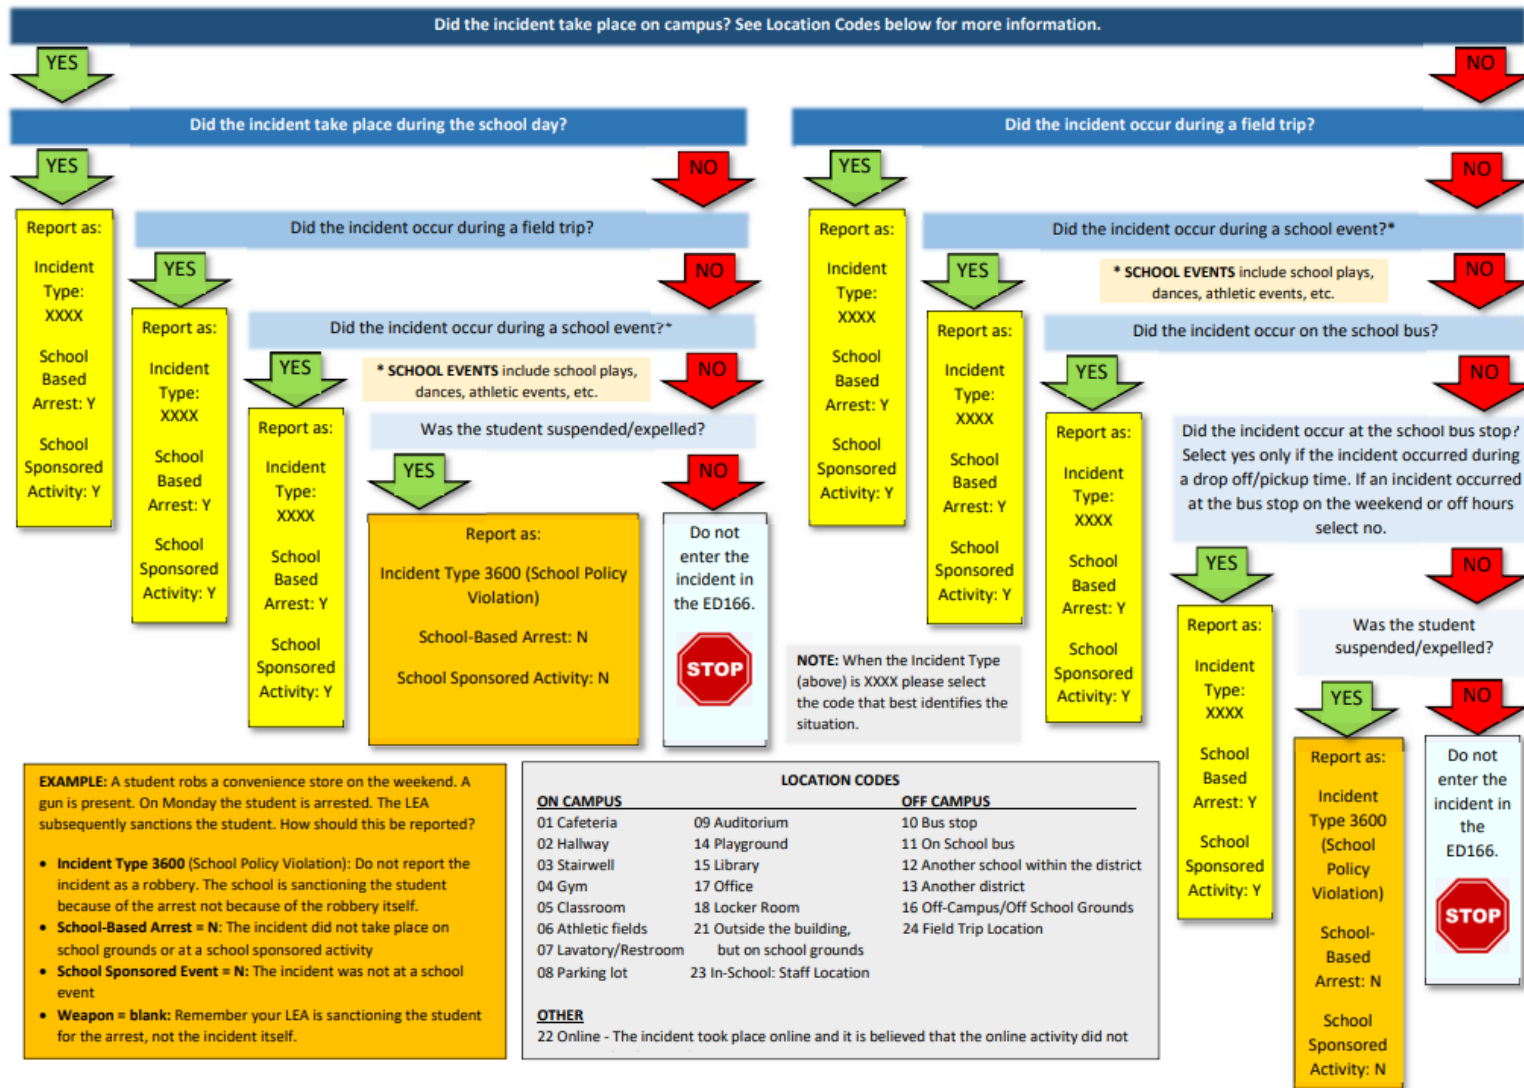 Did the incident take place on campus? See Location Codes below for more information.
YES
NO
Did the incident take place during the school day?
Did the incident occur during a field trip?
YES
NO
YES
NO
Report as:
Incident
Type:
XXXX
School
Based
Arrest: Y
School
Sponsored
Activity: Y
Did the incident occur during a field trip?
YES
NO
Report as:
Incident
Type:
XXXX
School
Based
Arrest: Y
School
Sponsored
Activity: Y
Did the incident occur during a school event?*
* SCHOOL EVENTS include school plays,
dances, athletic events, etc.
YES
NO
Report as:
Incident
Type:
XXXX
School
Based
Arrest: Y
School
Sponsored
Activity: Y
Was the student suspended/expelled?
YES
NO
Report as:
Incident Type 3600 (School Policy
Violation)
School-Based Arrest: N
School Sponsored Activity: N
Do not
enter the
incident in
the ED166.
STOP
Report as:
Incident
Type:
XXXX
School
Based
Arrest: Y
School
Sponsored
Activity: Y
Did the incident occur during a school event?*
* SCHOOL EVENTS include school plays,
dances, athletic events, etc.
YES
NO
Report as:
Incident
Type:
XXXX
School
Based
Arrest: Y
School
Sponsored
Activity: Y
Did the incident occur on the school bus?
YES
NO
Report as:
Incident
Type:
XXXX
School
Based
Arrest: Y
School
Sponsored
Activity: Y
Did the incident occur at the school bus stop?
Select yes only if the incident occurred during
a drop off/pickup time. If an incident occurred
at the bus stop on the weekend or off hours
select no.
YES
NO
Report as:
Incident
Type:
XXXX
School
Based
Arrest: Y
School
Sponsored
Activity: Y
Was the student
suspended/expelled?
YES
NO
Report as:
Incident
Type 3600
(School
Policy
Violation)
School-
Based
Arrest: N
School
Sponsored
Activity: N
Do not
enter the
incident in
the
ED166.
STOP
NOTE: When the Incident Type
(above) is XXXX please select
the code that best identifies the
situation.
EXAMPLE: A student robs a convenience store on the weekend. A
gun is present. On Monday the student is arrested. The LEA
subsequently sanctions the student. How should this be reported?
• Incident Type 3600 (School Policy Violation): Do not report the
incident as a robbery. The school is sanctioning the student
because of the arrest not because of the robbery itself.
• School-Based Arrest = N: The incident did not take place on
school grounds or at a school sponsored activity
• School Sponsored Event = N: The incident was not at a school
event
• Weapon = blank: Remember your LEA is sanctioning the student
for the arrest, not the incident itself.
LOCATION CODES
ON CAMPUS
01 Cafeteria
02 Hallway
03 Stairwell
04 Gym
05 Classroom
06 Athletic fields
07 Lavatory/Restroom
08 Parking lot
09 Auditorium
14 Playground
15 Library
17 Office
18 Locker Room
21 Outside the building,
but on school grounds
23 In-School: Staff Location
OFF CAMPUS
10 Bus stop
11 On School bus
12 Another school within the district
13 Another district
16 Off-Campus/Off School Grounds
24 Field Trip Location
OTHER
22 Online - The incident took place online and it is believed that the online activity did not